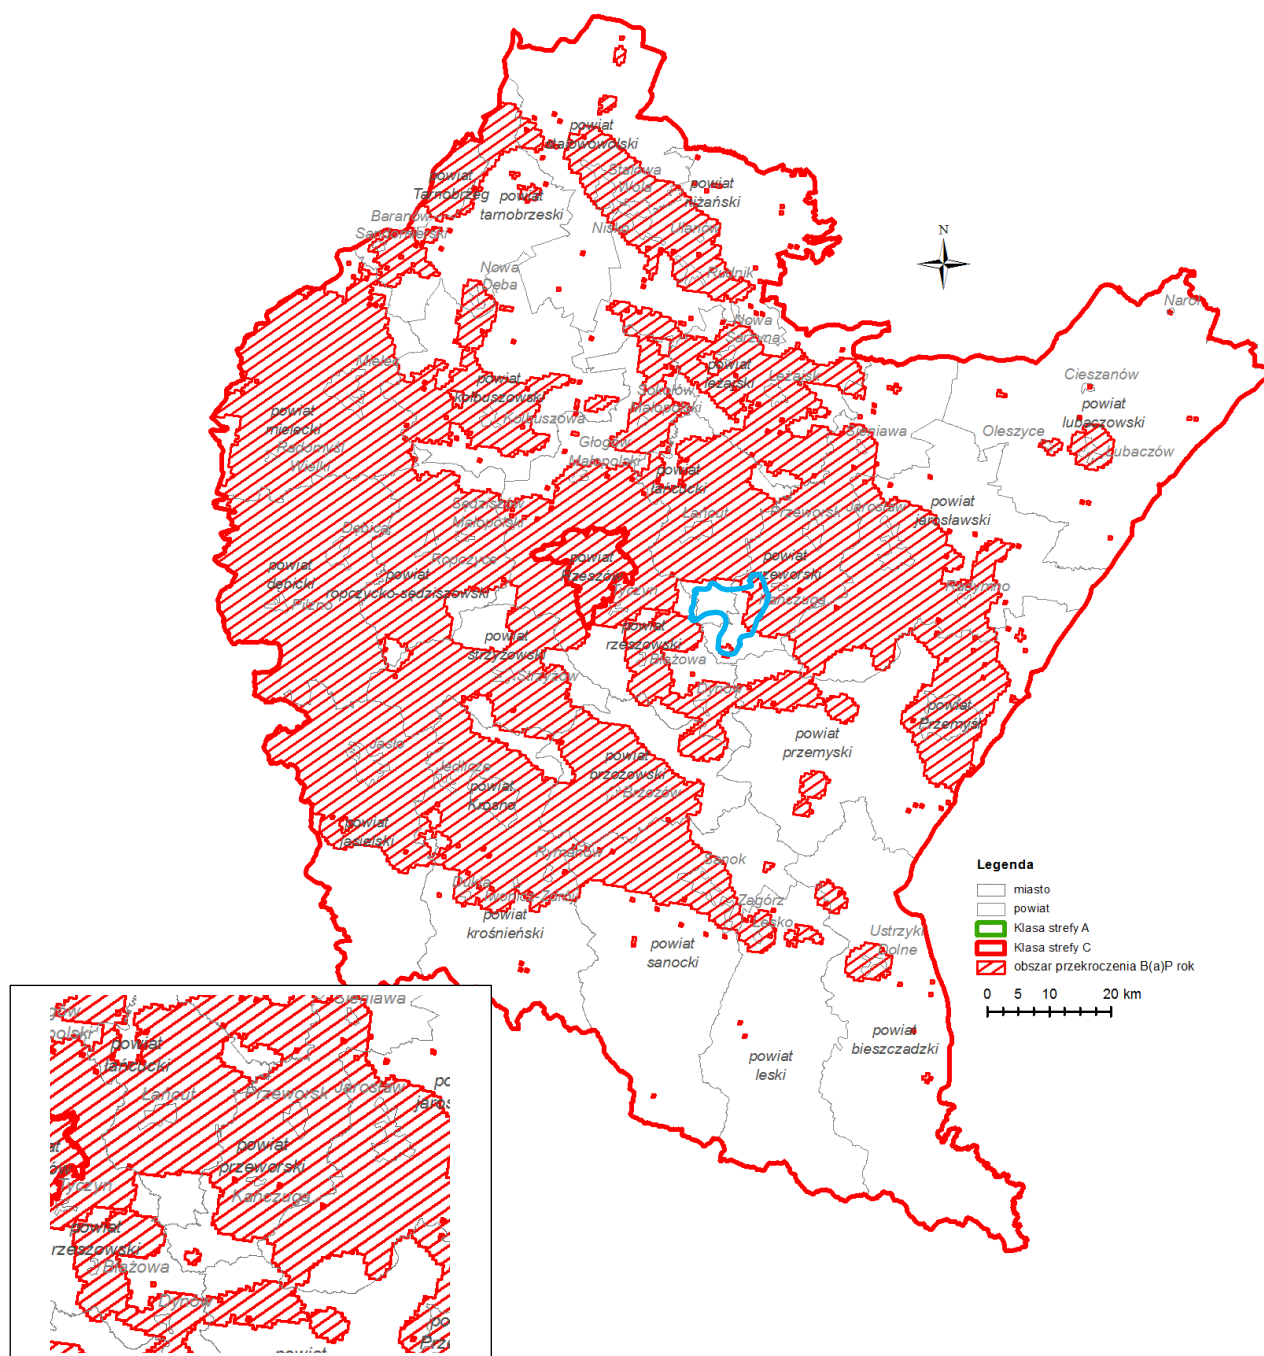 powiat
stalowowolski
Stalowa
Wola
powiat
niżański
powiat
Tarnobrzeg
powiat
tarnobrzeski
Baranów
Sandomierski
Nisko
Ulanów
Rudnik
Nowa
Dęba
N
Narol
Nowa
Sarzyna
Mielec
powiat
kolbuszowski
Kolbuszowa
powiat
leżajski
Leżajsk
Sokołów
Małopolski
Cieszanów
powiat
lubaczowski
Oleszyce
Lubaczów
powiat
mielecki
Radomyśl
Wielki
Głogów
Małopolski
Sieniawa
powiat
łańcucki
Łańcut
Przeworsk
Jarosław
powiat
jarosławski
Sędziszów
Małopolski
Dębica
Ropczyce
powiat
Rzeszów
Tyczyn
powiat
przeworski
Kańczuga
Radymno
powiat
dębicki
Pilzno
powiat
ropczycko-sędziszowski
powiat
strzyżowski
Strzyżów
powiat
rzeszowski
Błażowa
Dynów
powiat
przemyski
powiat
Przemyśl
Jasło
Jedlicze
powiat
Krosno
powiat
brzozowski
Brzozów
powiat
jasielski
Rymanów
Sanok
Dukla
Iwonicz-Zdrój
powiat
krośnieński
Zagórz
Lesko
powiat
sanocki
Ustrzyki
Dolne
powiat
leski
powiat
bieszczadzki
Legenda
miasto
powiat
Klasa strefy A
Klasa strefy C
obszar przekroczenia B(a)P rok
0 5 10 20 km
Sieniawa
powiat
łańcucki
Łańcut
Przeworsk
Jarosław
powiat
przeworski
Kańczuga
Tyczyn
powiat
rzeszowski
Błażowa
Dynów
powiat